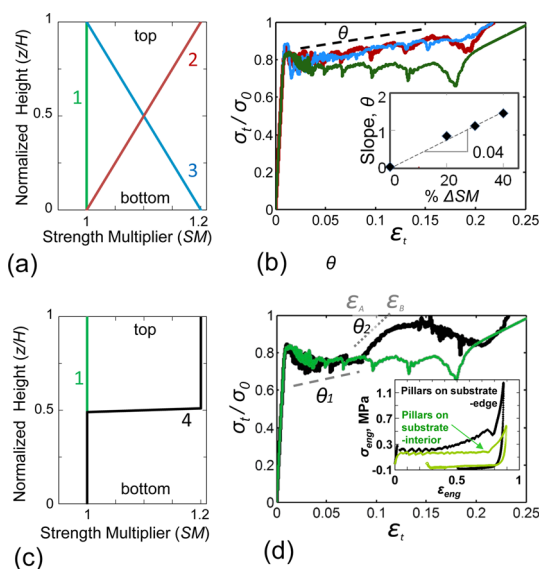 Normalized Height (z/H)
1
0.5
0
top
1
2
3
bottom
1
1.2
Strength Multiplier (SM)
(a)
σt/σ0
1
0.8
0.6
0.4
0.2
0
θ
Slope, θ
2
1
0
0.04
0
20
40
% ΔSM
0
0.05
0.1
0.15
0.2
0.25
εt
(b)
θ
Normalized Height (z/H)
1
0.5
0
top
1
4
bottom
1
1.2
Strength Multiplier (SM)
(c)
σt/σ0
1
0.8
0.6
0.4
0.2
0
εA
εB
θ2
θ1
σeng, MPa
1.1
0.5
-0.1
Pillars on substrate
-edge
Pillars on
substrate
-interior
0
0.5
1
εeng
0
0.05
0.1
0.15
0.2
0.25
εt
(d)